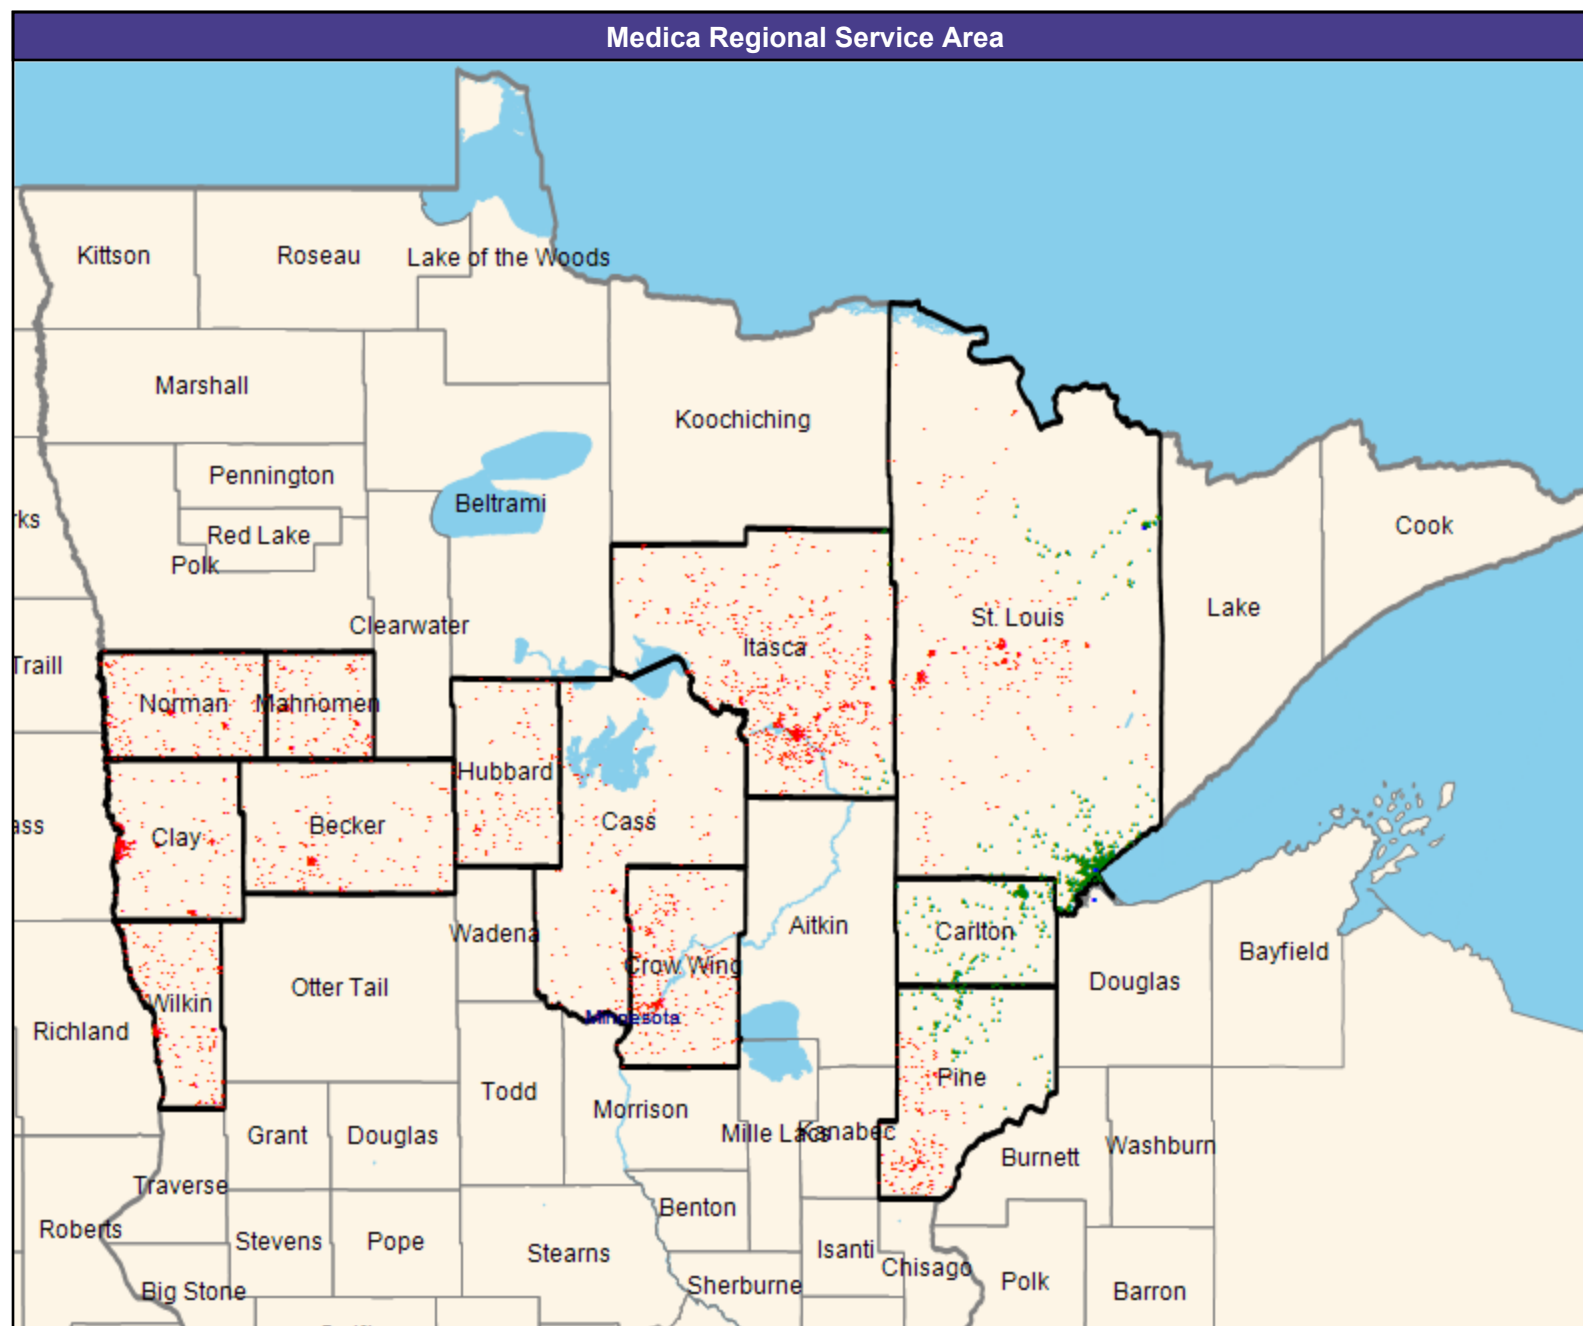 Medica Regional Service Area
Kittson
Roseau
Lake of the Woods
Marshall
Koochiching
Pennington
Beltrami
rks
Red Lake
Cook
Polk
Lake
St. Louis
Clearwater
Itasca
Traill
Norman
Mahnomen
Hubbard
Cass
ass
Clay
Becker
Aitkin
Wadena
Carlton
Bayfield
Crow Wing
Douglas
Otter Tail
Wilkin
Minnesota
Richland
Pine
Todd
Morrison
Grant
Douglas
Mille Lacs
Kanabec
Washburn
Burnett
Traverse
Benton
Roberts
Stevens
Pope
Stearns
Isanti
Chisago
Polk
Big Stone
Sherburne
Barron